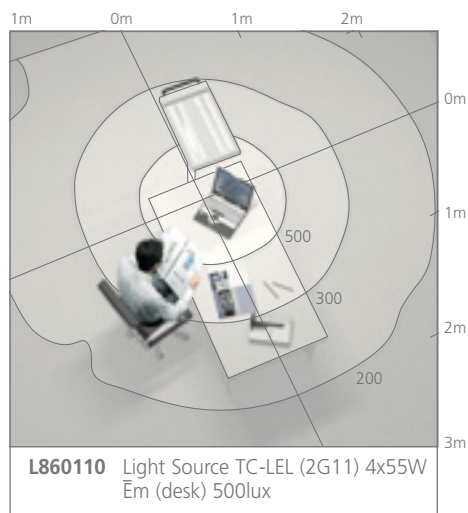 1m 0m 1m 2m
0m
1m
500
300
2m
200
3m
L860110 Light Source TC-LEL (2G11) 4x55W
Ēm (desk) 500lux